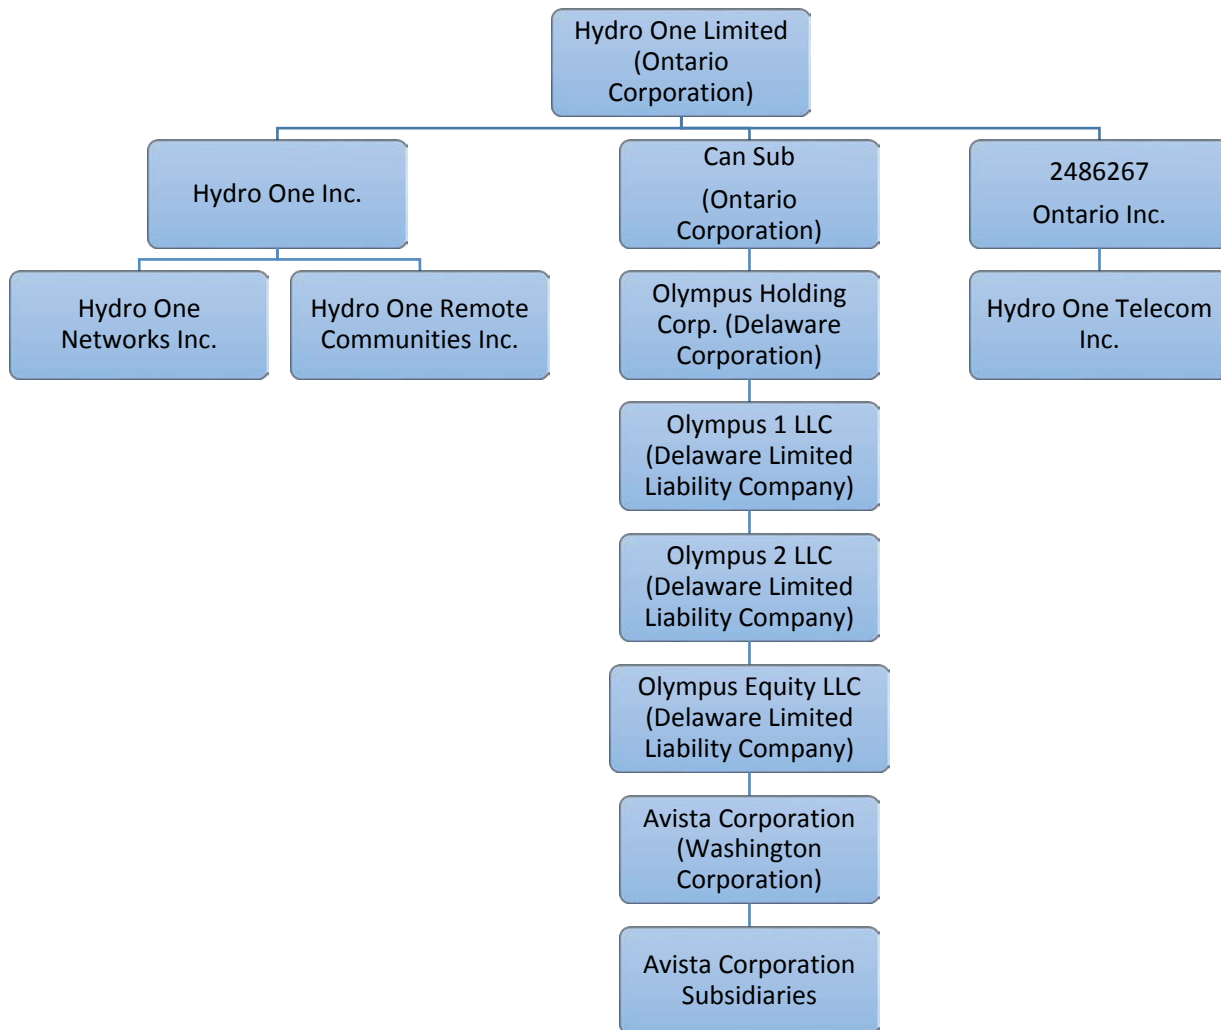 Hydro One Limited
(Ontario
Corporation)
Hydro One Inc.
Can Sub
(Ontario
Corporation)
2486267
Ontario Inc.
Hydro One
Networks Inc.
Hydro One Remote
Communities Inc.
Olympus Holding
Corp. (Delaware
Corporation)
Hydro One Telecom
Inc.
Olympus 1 LLC
(Delaware Limited
Liability Company)
Olympus 2 LLC
(Delaware Limited
Liability Company)
Olympus Equity LLC
(Delaware Limited
Liability Company)
Avista Corporation
(Washington
Corporation)
Avista Corporation
Subsidiaries